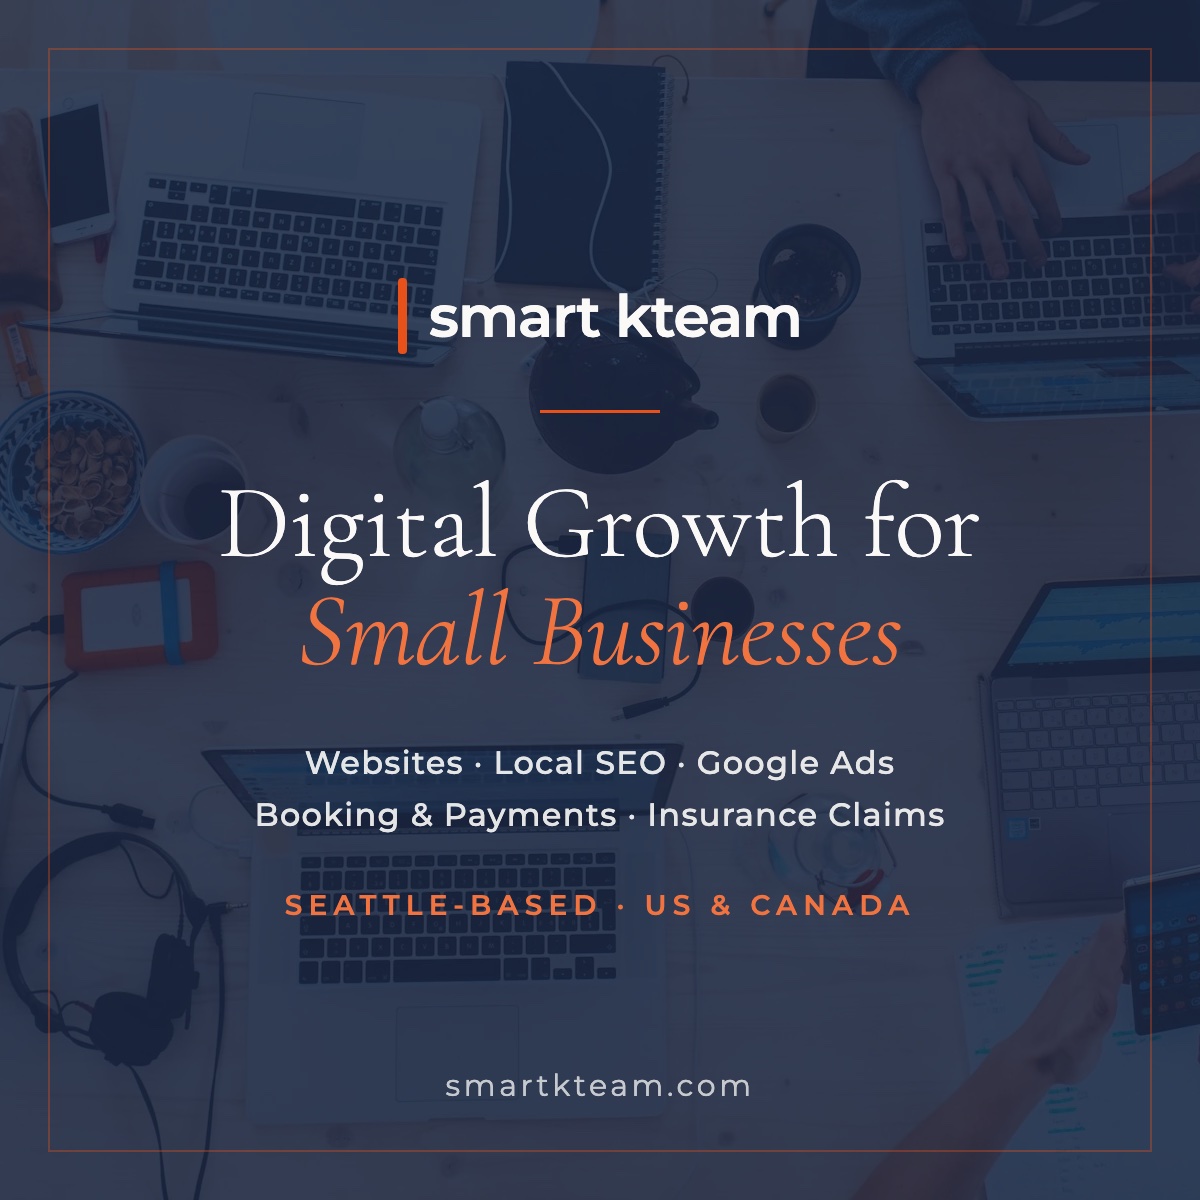 smart kteam
Digital Growth for
Small Businesses
Websites · Local SEO · Google Ads
Booking & Payments · Insurance Claims
SEATTLE-BASED · US & CANADA
smartkteam.com